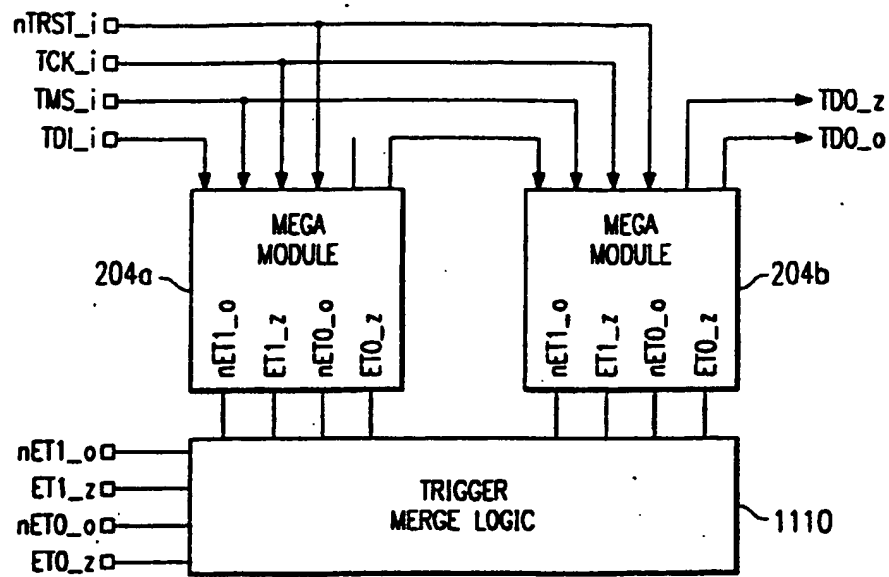 nTRST_i
TCK_i
TMS_i
TDI_i
TDO_z
TDO_o
MEGA
MODULE
204a
nET1_o
ET1_z
nET0_o
ET0_z
MEGA
MODULE
204b
nET1_o
ET1_z
nET0_o
ET0_z
nET1_o
ET1_z
nET0_o
ET0_z
TRIGGER
MERGE LOGIC
1110